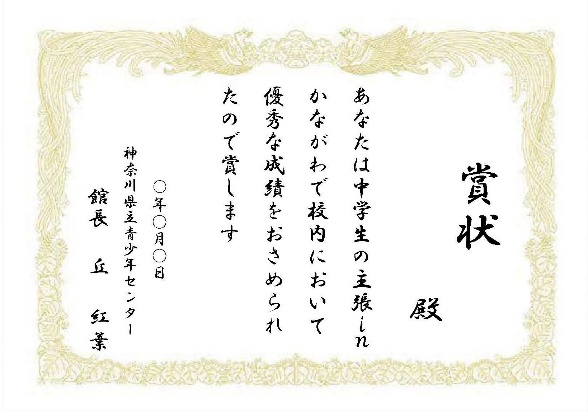 賞状
殿
あなたは中学生の主張in
かながわで校内において
優秀な成績をおさめられ
たので賞します
〇年〇月〇日
神奈川県立青少年センター
館長 丘 紅葉